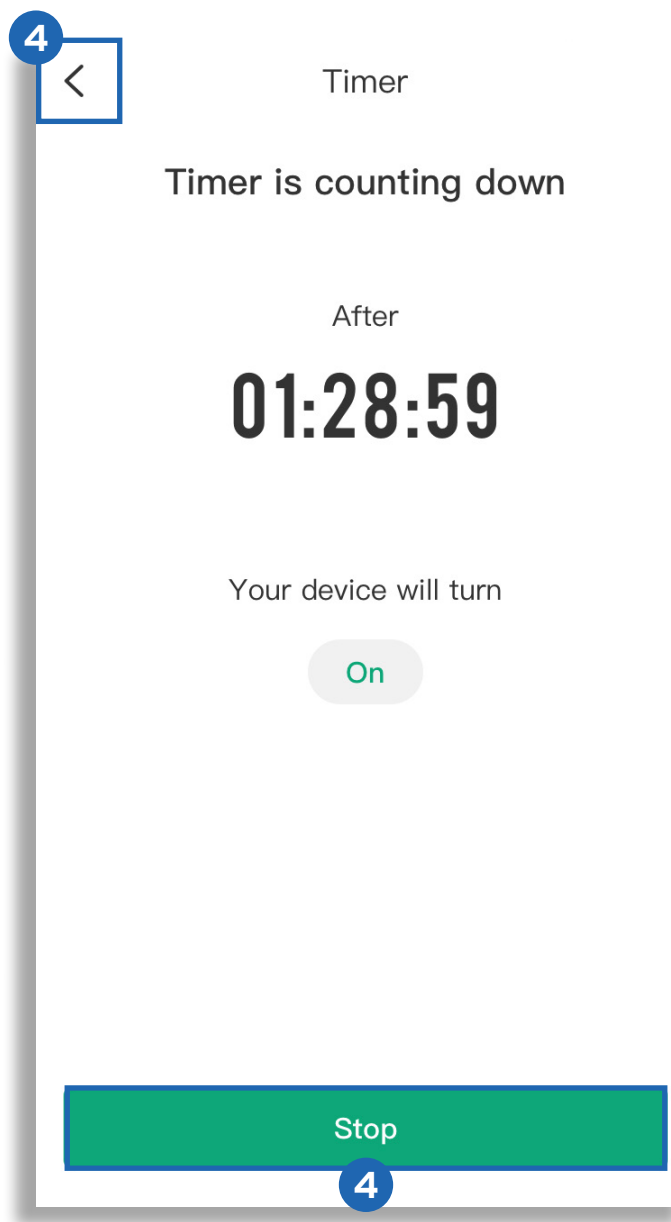 4
Timer
Timer is counting down
After
01:28:59
Your device will turn
On
Stop
4